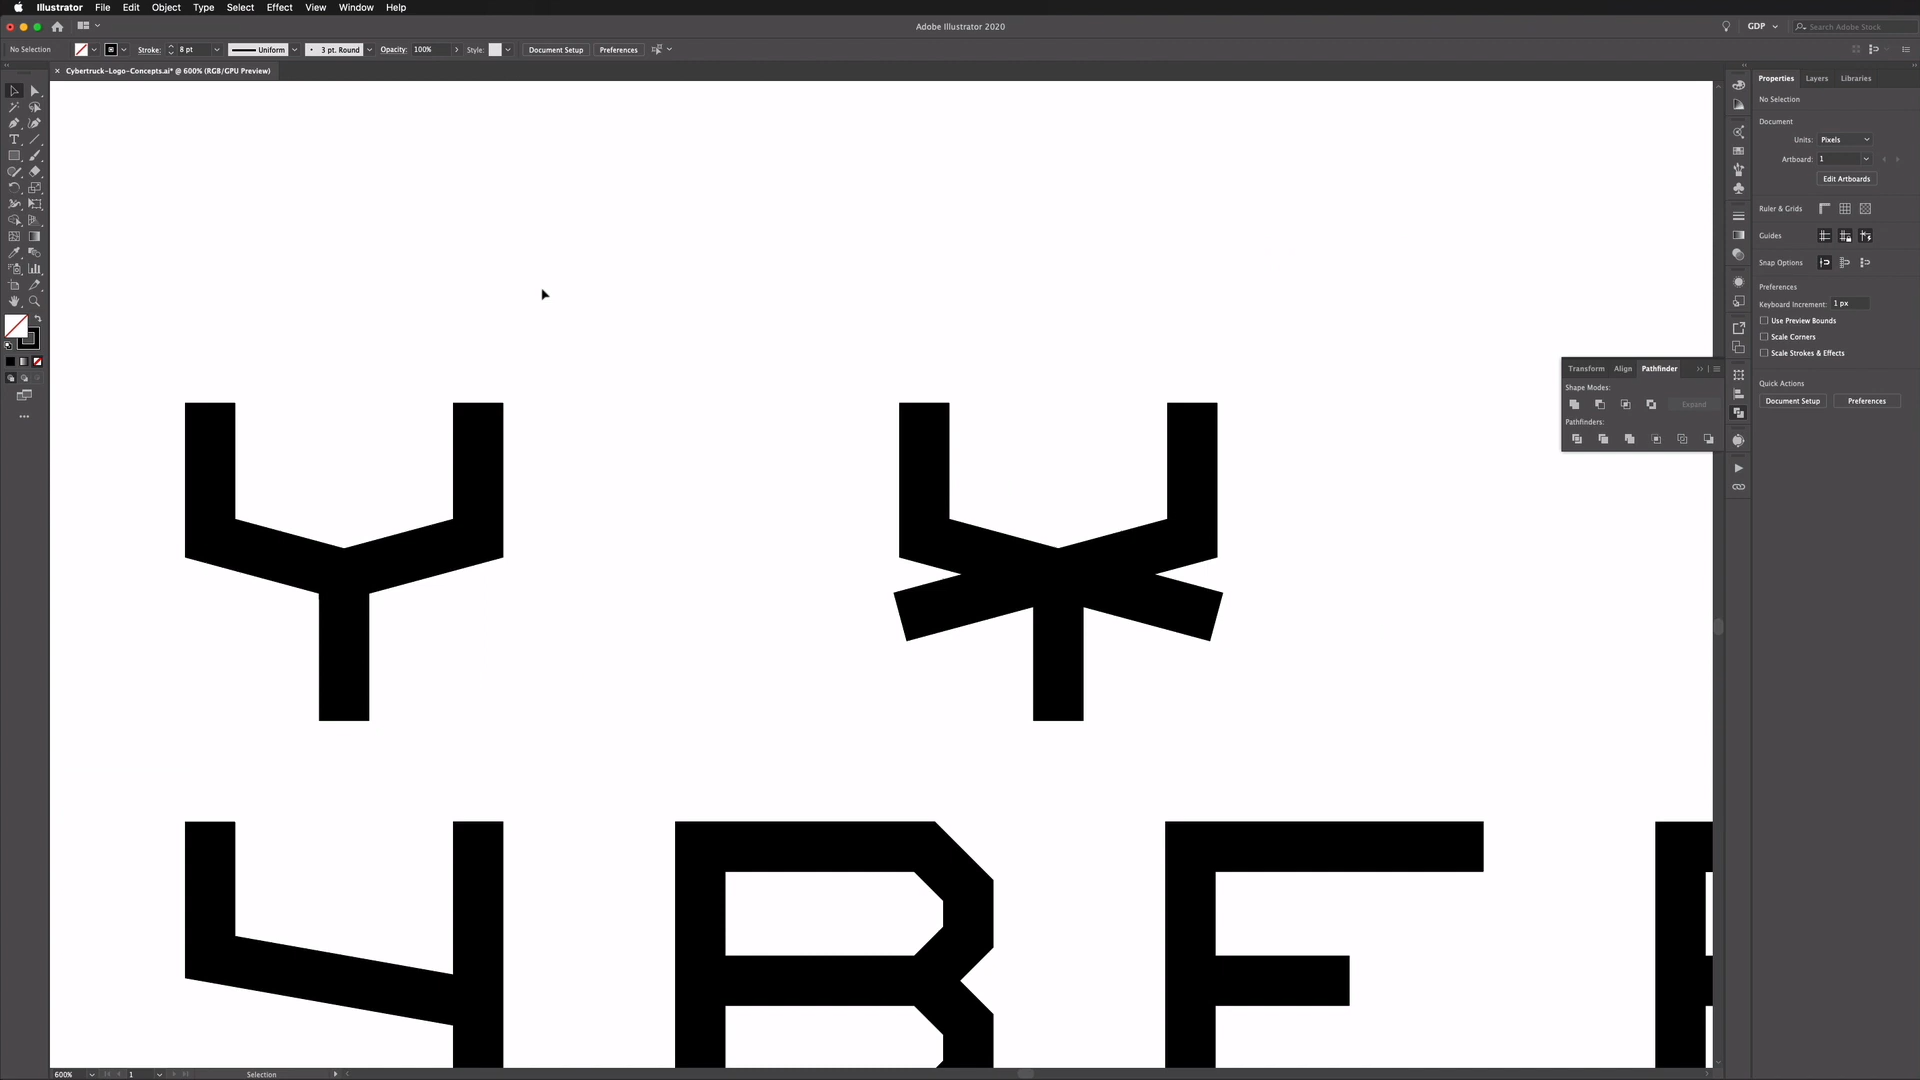 Illustrator File Edit Object Type Select Effect View Window Help
Adobe Illustrator 2020
GDP
Search Adobe Stock
No Selection Stroke: 8 pt Uniform 3 pt. Round Opacity: 100% Style: Document Setup Preferences
× Cybertruck-Logo-Concepts.ai* @ 600% (RGB/GPU Preview)
Properties Layers Libraries
No Selection
Document
Units: Pixels
Artboard: 1
Edit Artboards
Ruler & Grids
Guides
Snap Options
Preferences
Keyboard Increment: 1 px
Use Preview Bounds
Scale Corners
Scale Strokes & Effects
Quick Actions
Document Setup Preferences
Transform Align Pathfinder
Shape Modes:
Expand
Pathfinders:
Y Y
Y B E
600% 1 Selection